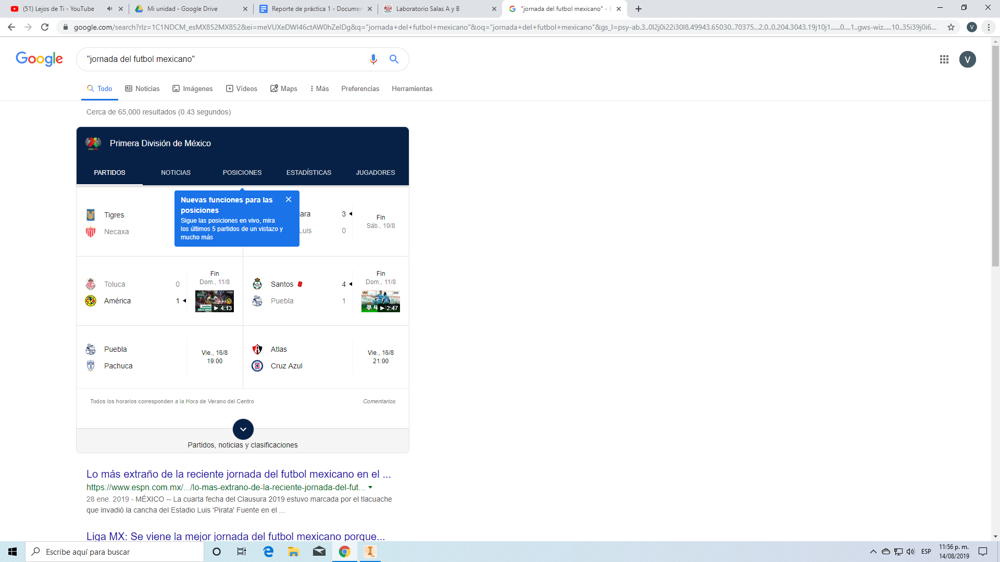 (51) Lejos de Ti - YouTube
Mi unidad - Google Drive
Reporte de práctica 1 - Documen
Laboratorio Salas A y B
"jornada del futbol mexicano" - B
google.com/search?rlz=1C1NDCM_esMX852MX852&ei=meVUXeDWI46ctAW0hZeIDg&q="jornada+del+futbol+mexicano"&oq="jornada+del+futbol+mexicano"&gs_l=psy-ab.3..0l2j0i22i30l8.49943.65030..70375...2.0..0.204.3043.19j10j1......0....1..gws-wiz.....10..35i39j0i6...
V
Google
"jornada del futbol mexicano"
V
Todo
Noticias
Imágenes
Vídeos
Maps
Más
Preferencias
Herramientas
Cerca de 65,000 resultados (0.43 segundos)
LIGA MX
Primera División de México
PARTIDOS
NOTICIAS
POSICIONES
ESTADÍSTICAS
JUGADORES
Nuevas funciones para las
posiciones
Sigue las posiciones en vivo, mira
los últimos 5 partidos de un vistazo y
mucho más
Tigres
Necaxa
ara 3
Luis 0
Fin
Sáb., 10/8
Toluca 0
América 1
Fin
Dom., 11/8
4:13
Santos 4
Puebla 1
Fin
Dom., 11/8
2:47
Puebla
Pachuca
Vie., 16/8
19:00
Atlas
Cruz Azul
Vie., 16/8
21:00
Todos los horarios corresponden a la Hora de Verano del Centro
Comentarios
Partidos, noticias y clasificaciones
Lo más extraño de la reciente jornada del futbol mexicano en el ...
https://www.espn.com.mx/.../lo-mas-extrano-de-la-reciente-jornada-del-fut...
28 ene. 2019 - MÉXICO -- La cuarta fecha del Clausura 2019 estuvo marcada por el tlacuache
que invadió la cancha del Estadio Luis 'Pirata' Fuente en el ...
Liga MX: Se viene la mejor jornada del futbol mexicano porque...
Escribe aquí para buscar
ESP
11:56 p. m.
14/08/2019